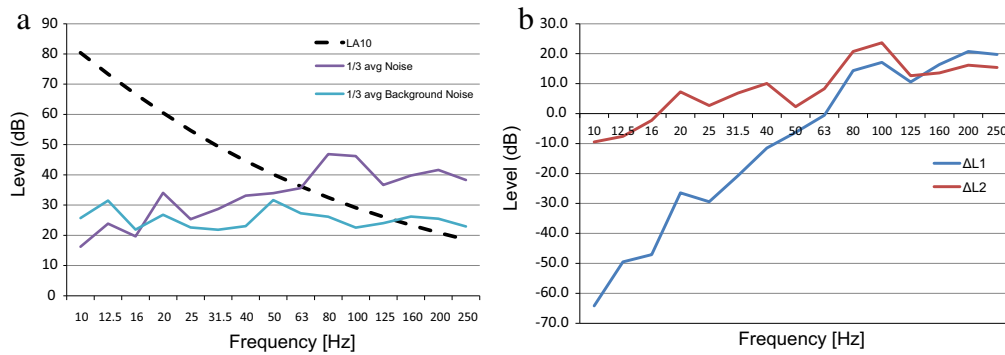 a
90
80
70
60
50
40
30
20
10
0
Level (dB)
LA10
1/3 avg Noise
1/3 avg Background Noise
10 12.5 16 20 25 31.5 40 50 63 80 100 125 160 200 250
Frequency [Hz]
b
30.0
20.0
10.0
0.0
-10.0
-20.0
-30.0
-40.0
-50.0
-60.0
-70.0
Level (dB)
10 12.5 16 20 25 31.5 40 50 63 80 100 125 160 200 250
ΔL1
ΔL2
Frequency [Hz]